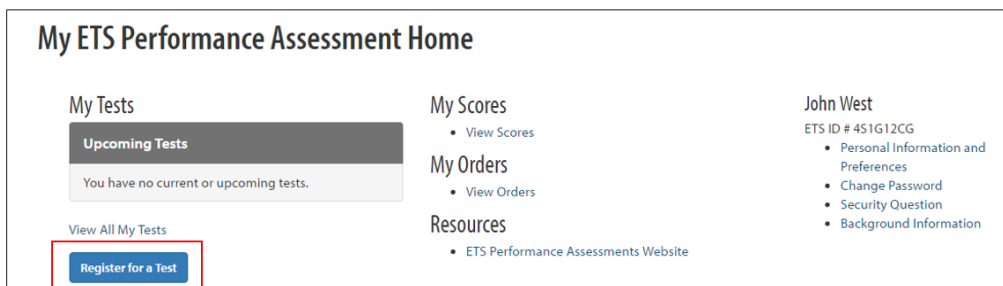 My ETS Performance Assessment Home
My Tests
Upcoming Tests
You have no current or upcoming tests.
View All My Tests
Register for a Test
My Scores
• View Scores
My Orders
• View Orders
Resources
• ETS Performance Assessments Website
John West
ETS ID # 4S1G12CG
• Personal Information and
Preferences
• Change Password
• Security Question
• Background Information